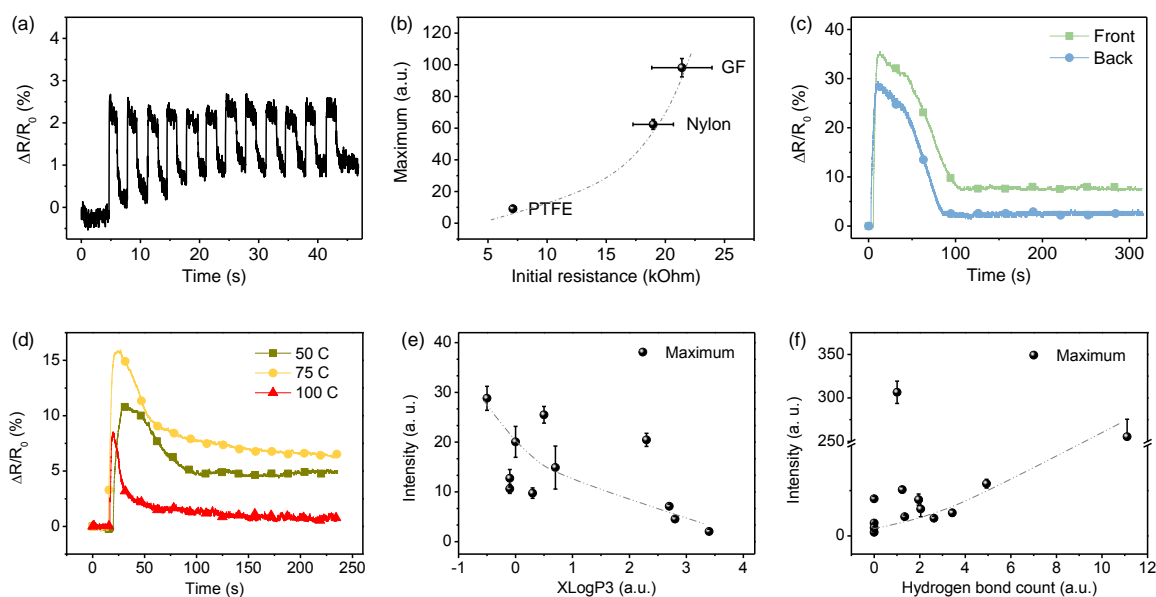 (a)
ΔR/R0 (%)
4
3
2
1
0
0 10 20 30 40
Time (s)
(b)
Maximum (a.u.)
120
100
80
60
40
20
0
GF
Nylon
PTFE
5 10 15 20 25
Initial resistance (kOhm)
(c)
ΔR/R0 (%)
40
30
20
10
0
Front
Back
0 100 200 300
Time (s)
(d)
ΔR/R0 (%)
15
10
5
0
50 C
75 C
100 C
0 50 100 150 200 250
Time (s)
(e)
Intensity (a. u.)
40
30
20
10
0
Maximum
-1 0 1 2 3 4
XLogP3 (a.u.)
(f)
Intensity (a. u.)
350
300
250
50
0
Maximum
0 2 4 6 8 10 12
Hydrogen bond count (a.u.)